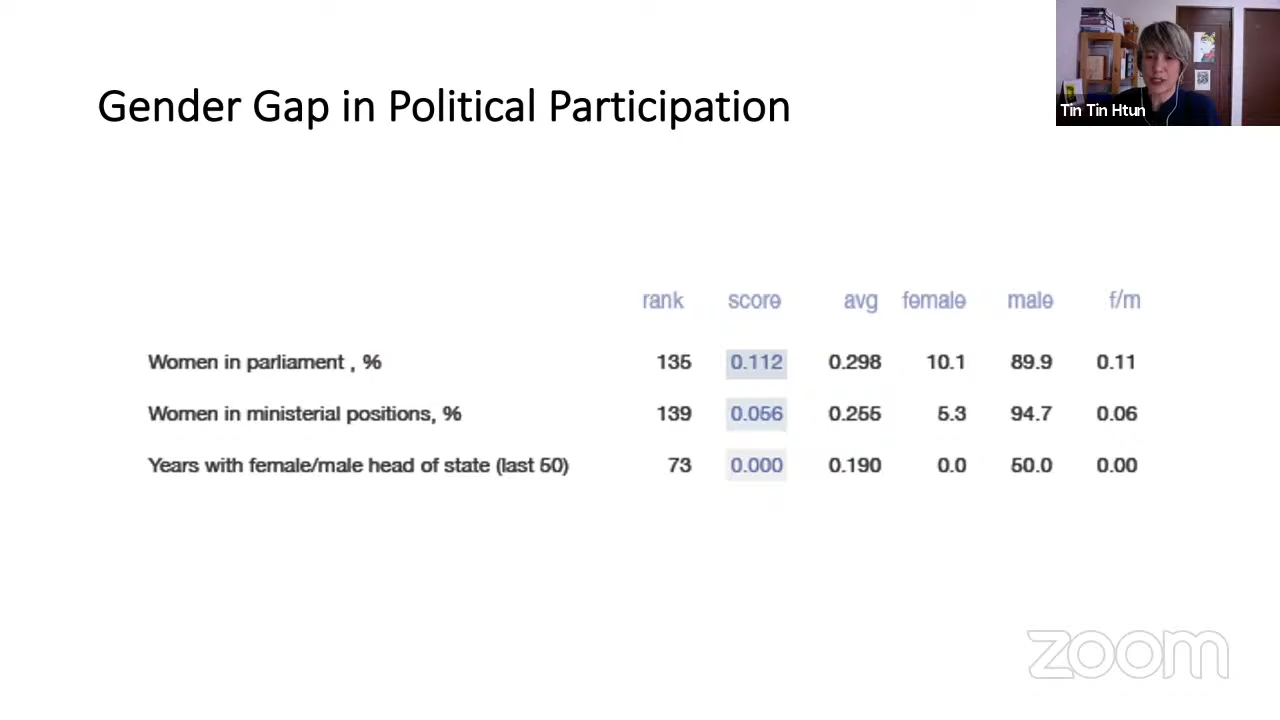 Gender Gap in Political Participation
Tin Tin Htun
rank score avg female male f/m
Women in parliament , % 135 0.112 0.298 10.1 89.9 0.11
Women in ministerial positions, % 139 0.056 0.255 5.3 94.7 0.06
Years with female/male head of state (last 50) 73 0.000 0.190 0.0 50.0 0.00
zoom